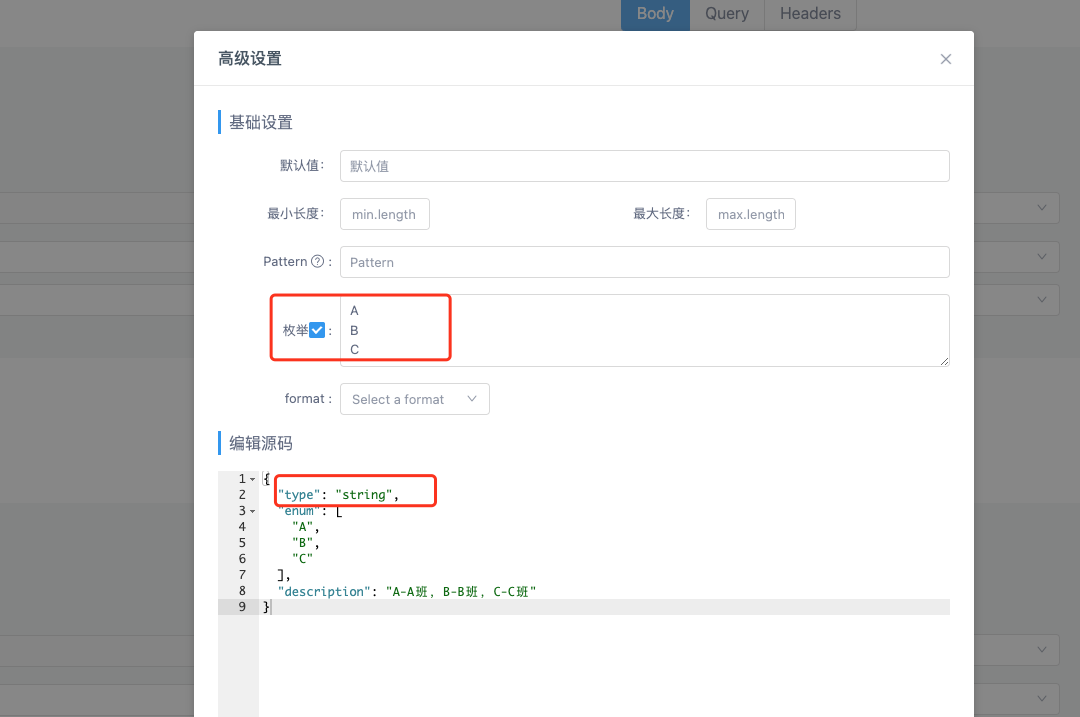 Body Query Headers
高级设置
基础设置
默认值: 默认值
最小长度: min.length 最大长度: max.length
Pattern ? : Pattern
枚举 :
A
B
C
format : Select a format
编辑源码
1 {
2 "type": "string",
3 "enum": [
4 "A",
5 "B",
6 "C"
7 ],
8 "description": "A-A班, B-B班, C-C班"
9 }